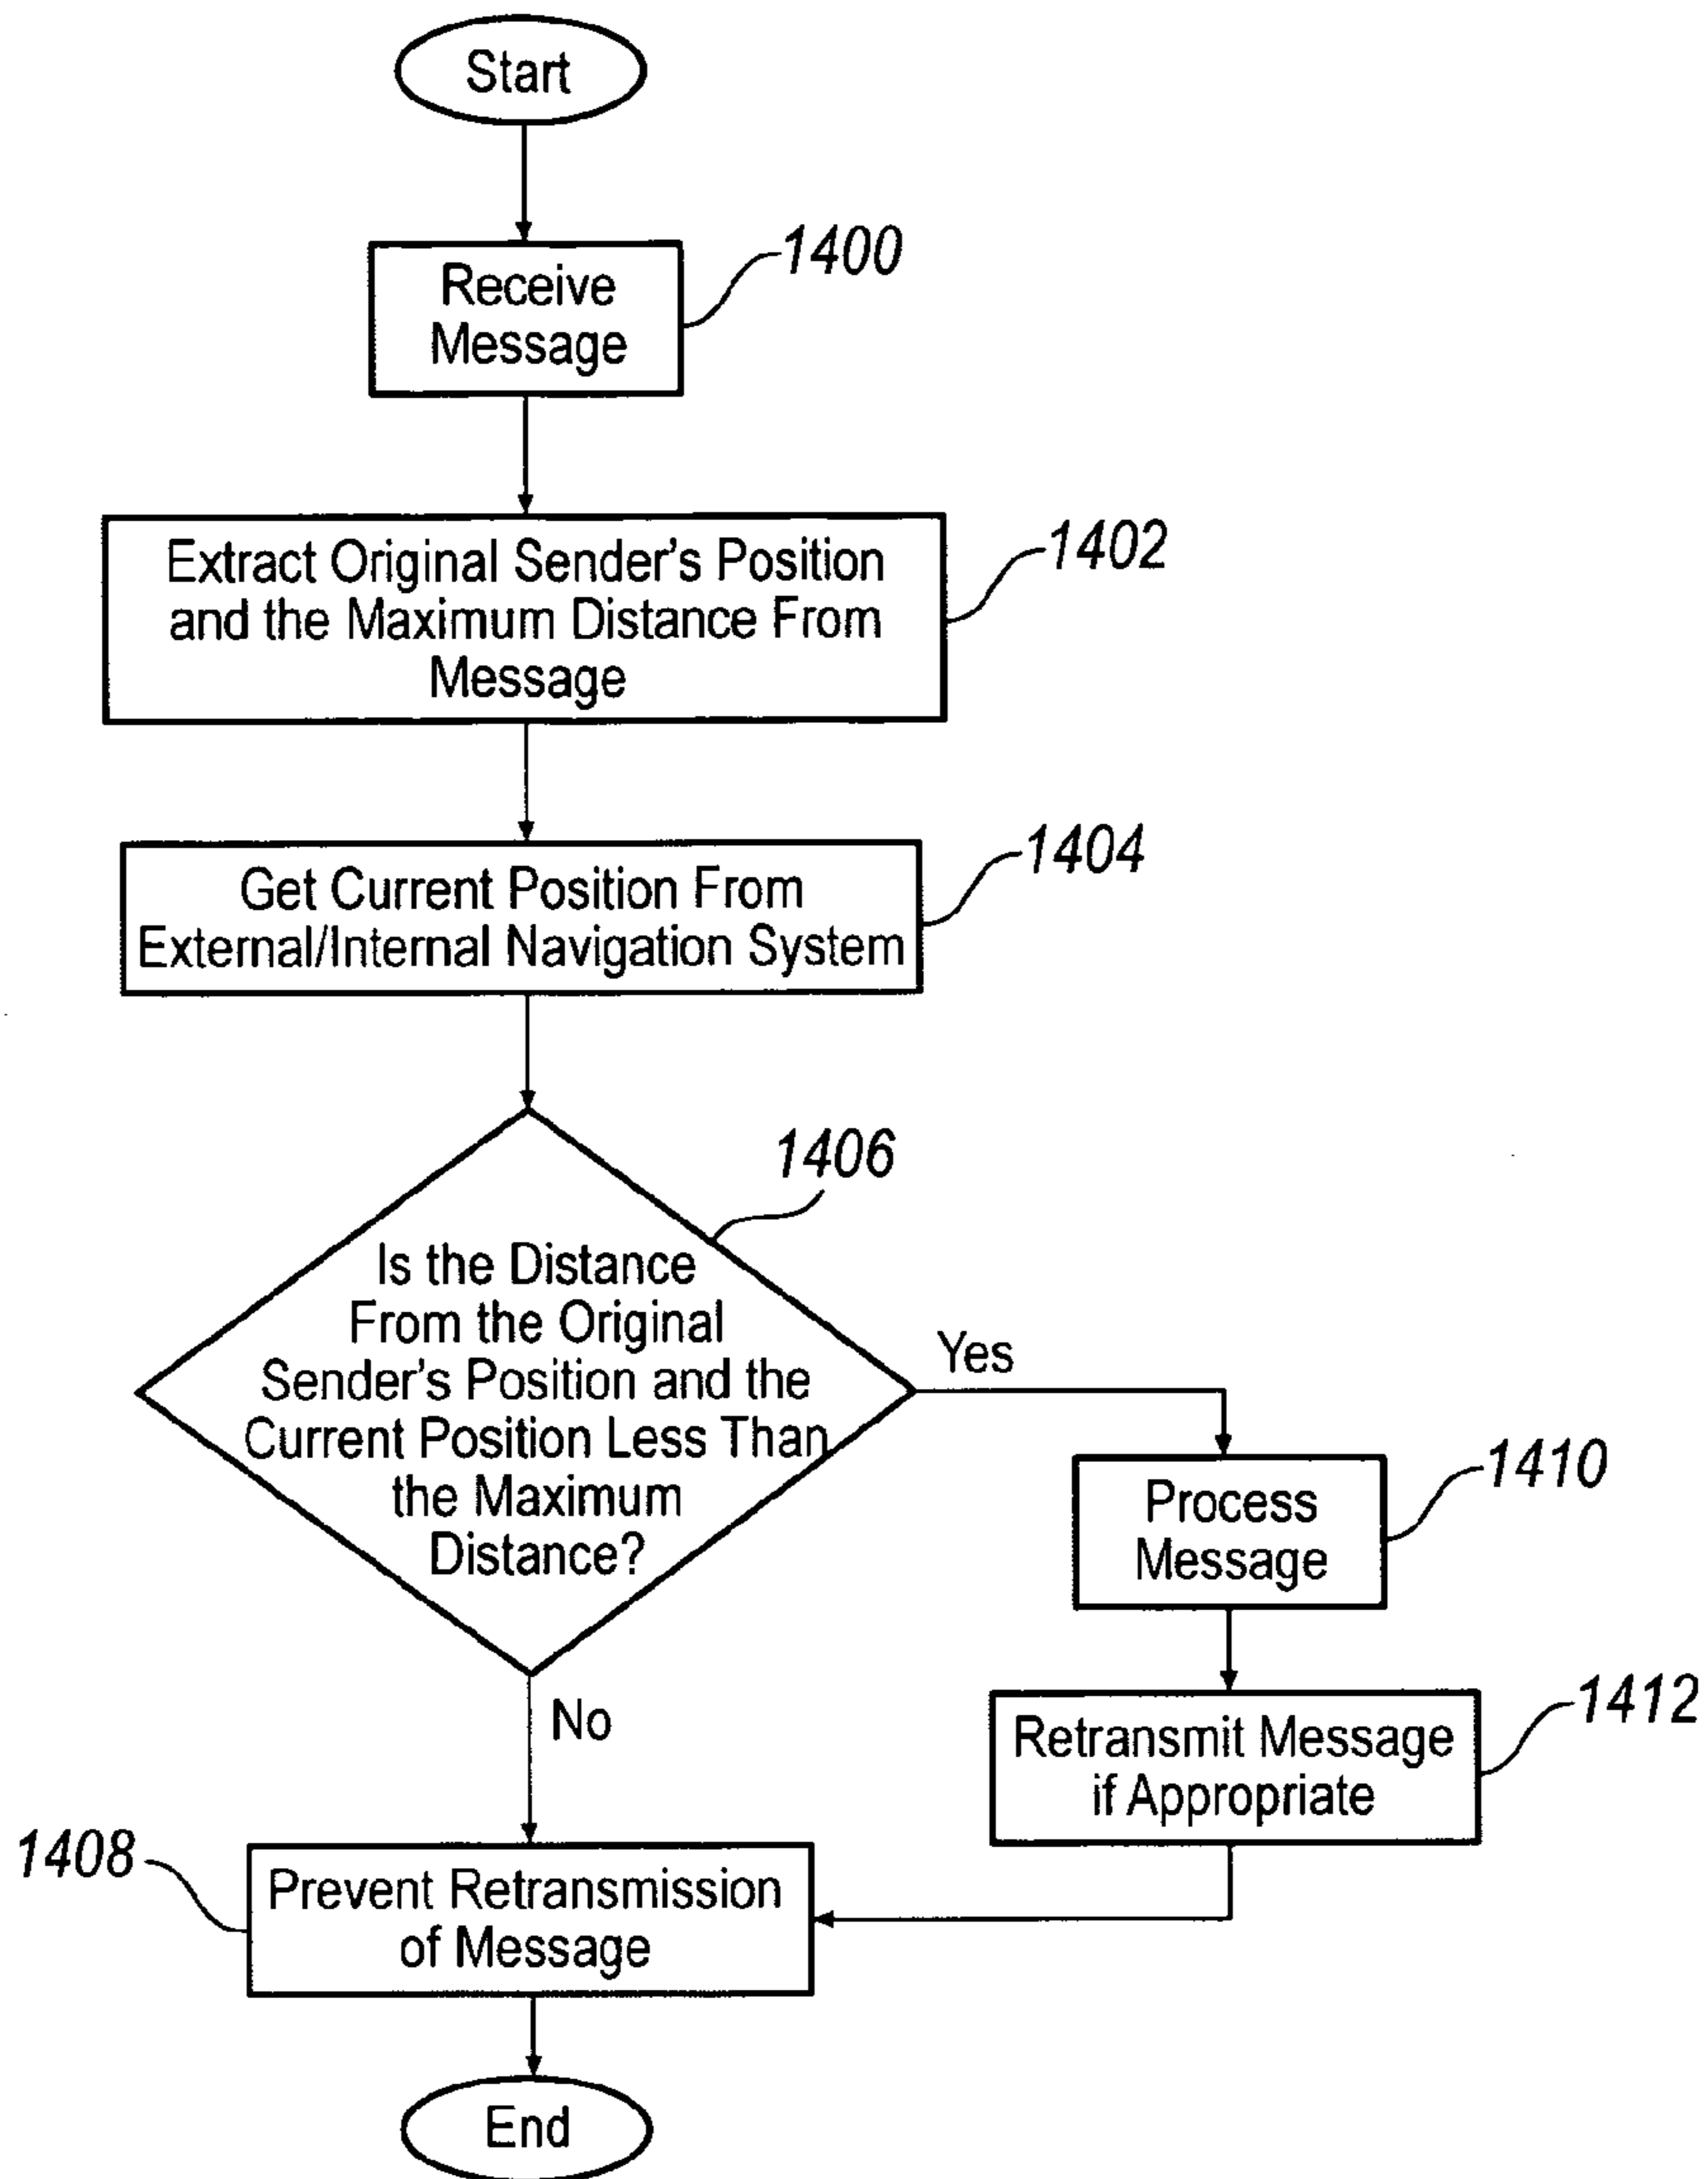 Start
1400
Receive
Message
1402
Extract Original Sender's Position
and the Maximum Distance From
Message
1404
Get Current Position From
External/Internal Navigation System
1406
Is the Distance
From the Original
Sender's Position and the
Current Position Less Than
the Maximum
Distance?
Yes
1410
Process
Message
No
1412
Retransmit Message
if Appropriate
1408
Prevent Retransmission
of Message
End